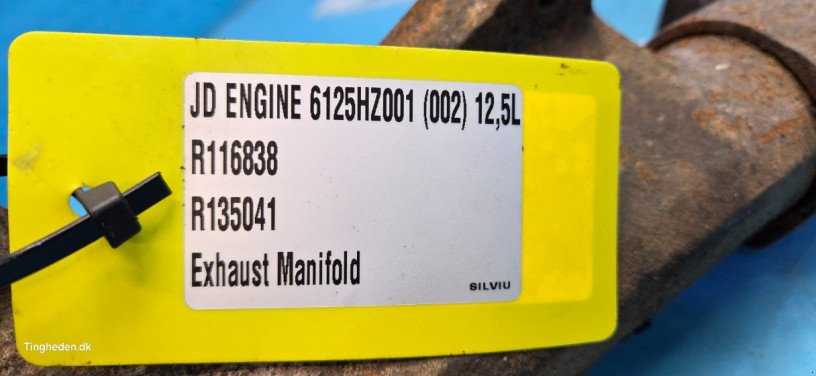 JD ENGINE 6125HZ001 (002) 12,5L
R116838
R135041
Exhaust Manifold
SILVIU
Tingheden.dk